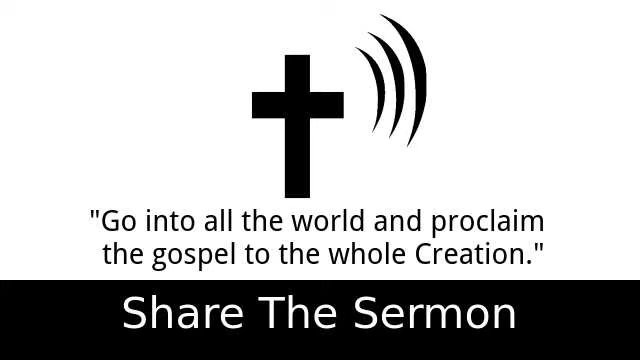 "Go into all the world and proclaim
the gospel to the whole Creation."
Share The Sermon